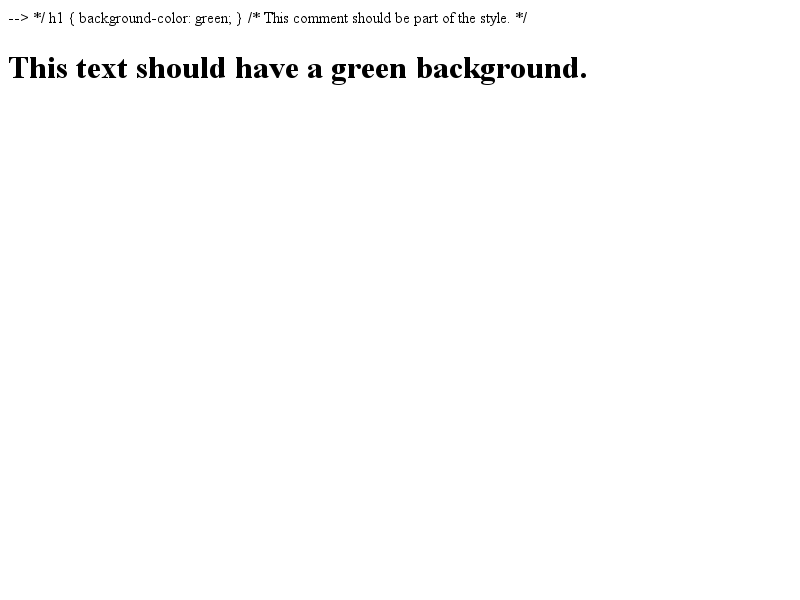 --> */ h1 { background-color: green; } /* This comment should be part of the style. */
This text should have a green background.